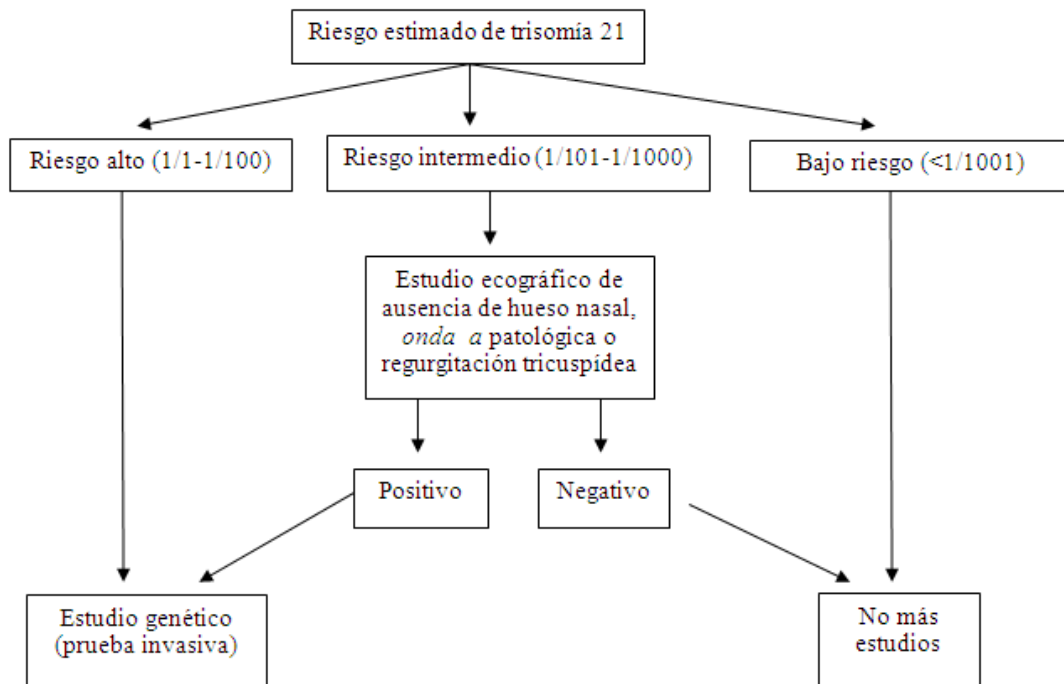 Riesgo estimado de trisomía 21
Riesgo alto (1/1-1/100)
Riesgo intermedio (1/101-1/1000)
Bajo riesgo (<1/1001)
Estudio ecográfico de
ausencia de hueso nasal,
onda a patológica o
regurgitación tricuspídea
Positivo
Negativo
Estudio genético
(prueba invasiva)
No más
estudios